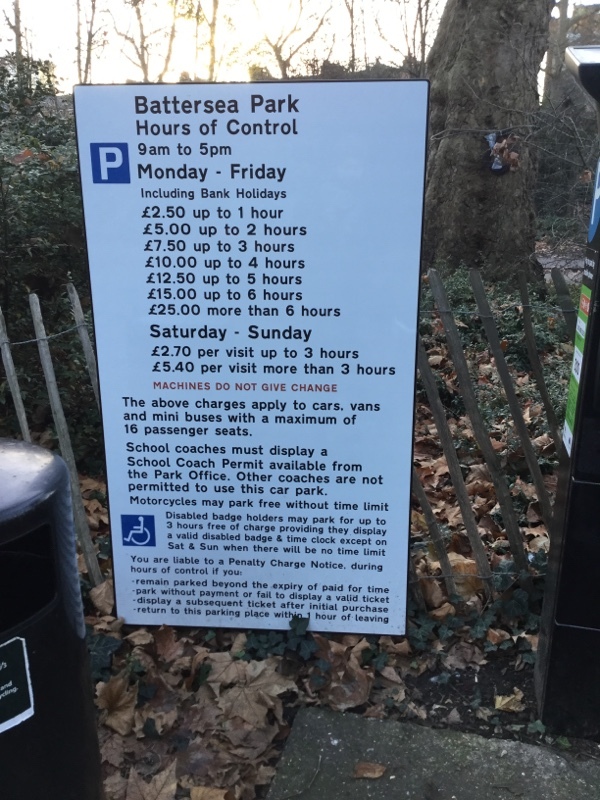 Battersea Park
Hours of Control
P
9am to 5pm
Monday - Friday
Including Bank Holidays
£2.50 up to 1 hour
£5.00 up to 2 hours
£7.50 up to 3 hours
£10.00 up to 4 hours
£12.50 up to 5 hours
£15.00 up to 6 hours
£25.00 more than 6 hours
Saturday - Sunday
£2.70 per visit up to 3 hours
£5.40 per visit more than 3 hours
MACHINES DO NOT GIVE CHANGE
The above charges apply to cars, vans
and mini buses with a maximum of
16 passenger seats.
School coaches must display a
School Coach Permit available from
the Park Office. Other coaches are not
permitted to use this car park.
Motorcycles may park free without time limit
Disabled badge holders may park for up to
3 hours free of charge providing they display
a valid disabled badge & time clock except on
Sat & Sun when there will be no time limit
You are liable to a Penalty Charge Notice, during
hours of control if you:
-remain parked beyond the expiry of paid for time
-park without payment or fail to display a valid ticket
-display a subsequent ticket after initial purchase
-return to this parking place within 1 hour of leaving
and